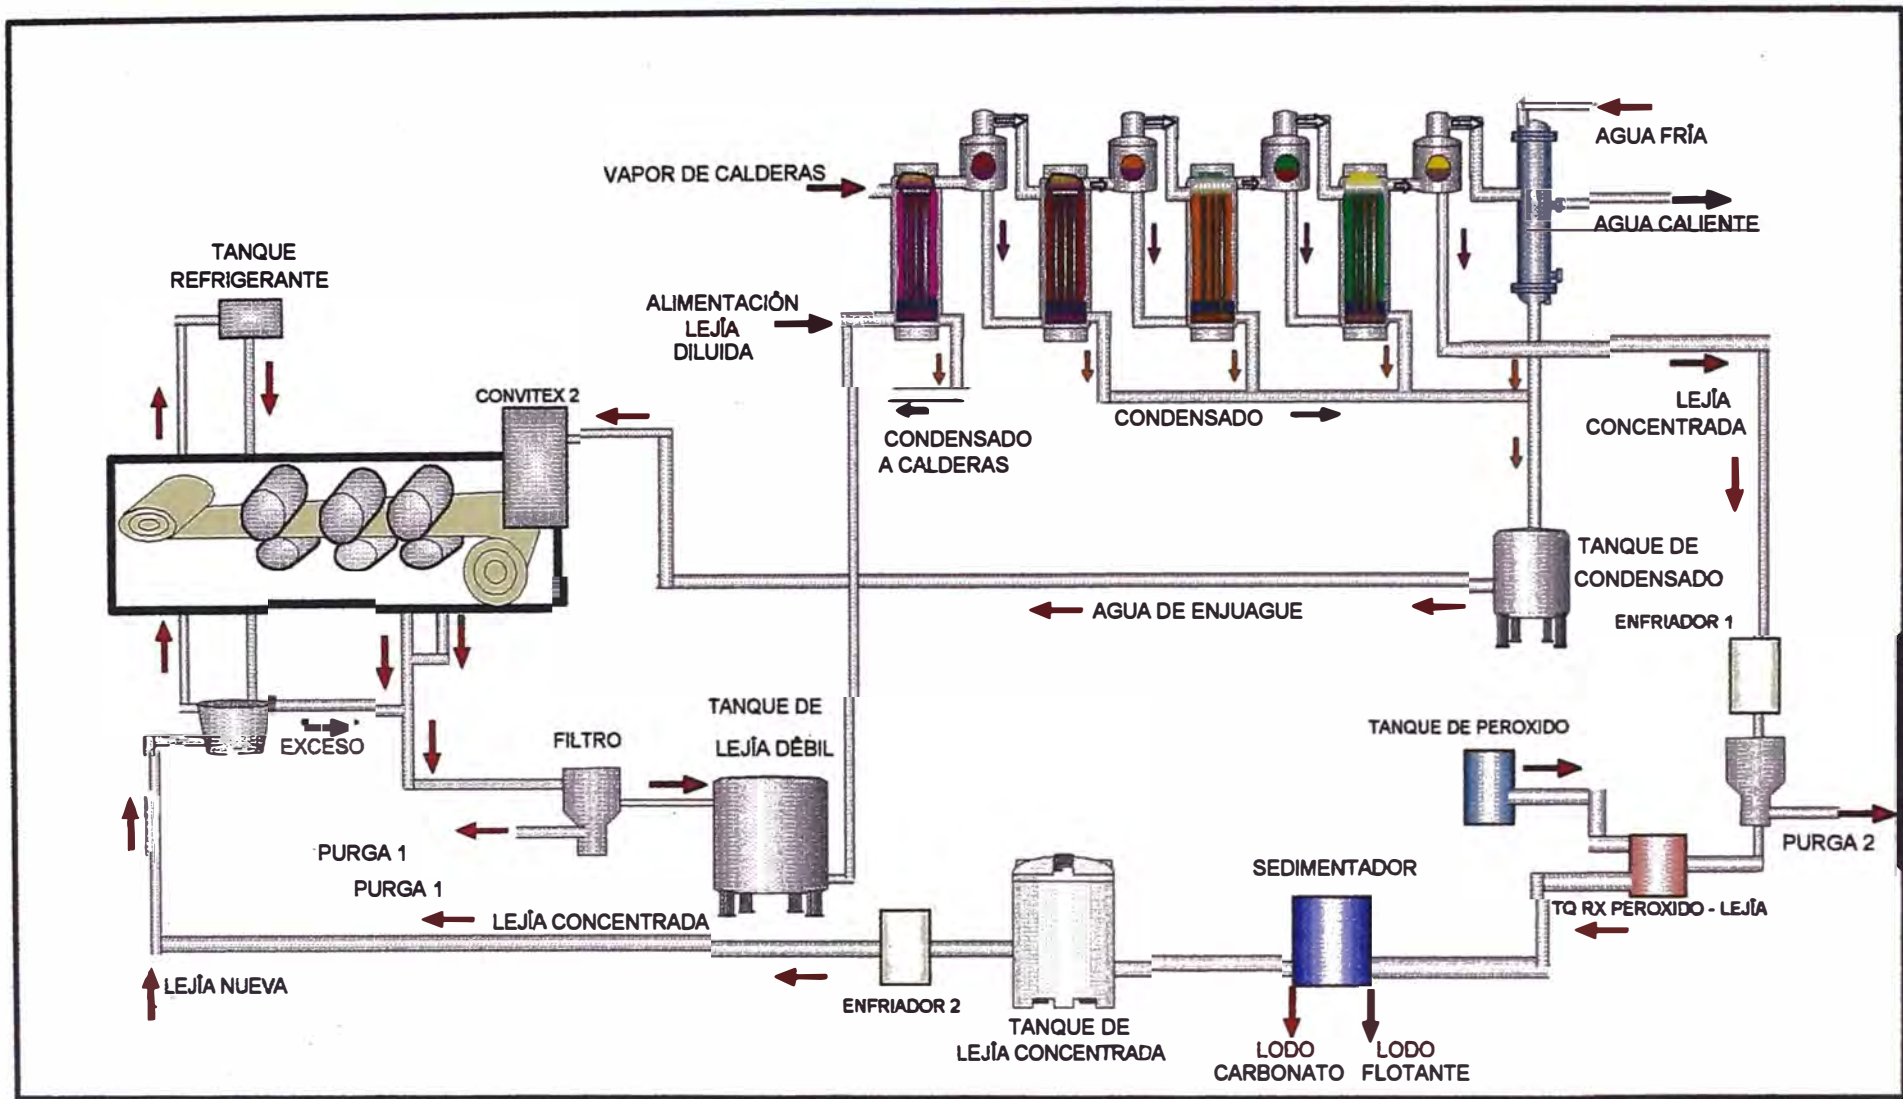 AGUA FRÍA
VAPOR DE CALDERAS
AGUA CALIENTE
TANQUE
REFRIGERANTE
ALIMENTACIÓN
LEJÍA
DILUIDA
CONVITEX 2
CONDENSADO
A CALDERAS
CONDENSADO
LEJÍA
CONCENTRADA
TANQUE DE
CONDENSADO
AGUA DE ENJUAGUE
ENFRIADOR 1
TANQUE DE
LEJÍA DÉBIL
EXCESO
FILTRO
TANQUE DE PEROXIDO
PURGA 1
PURGA 1
PURGA 2
SEDIMENTADOR
TQ RX PEROXIDO - LEJÍA
LEJÍA CONCENTRADA
LEJÍA NUEVA
ENFRIADOR 2
TANQUE DE
LEJÍA CONCENTRADA
LODO
CARBONATO
LODO
FLOTANTE